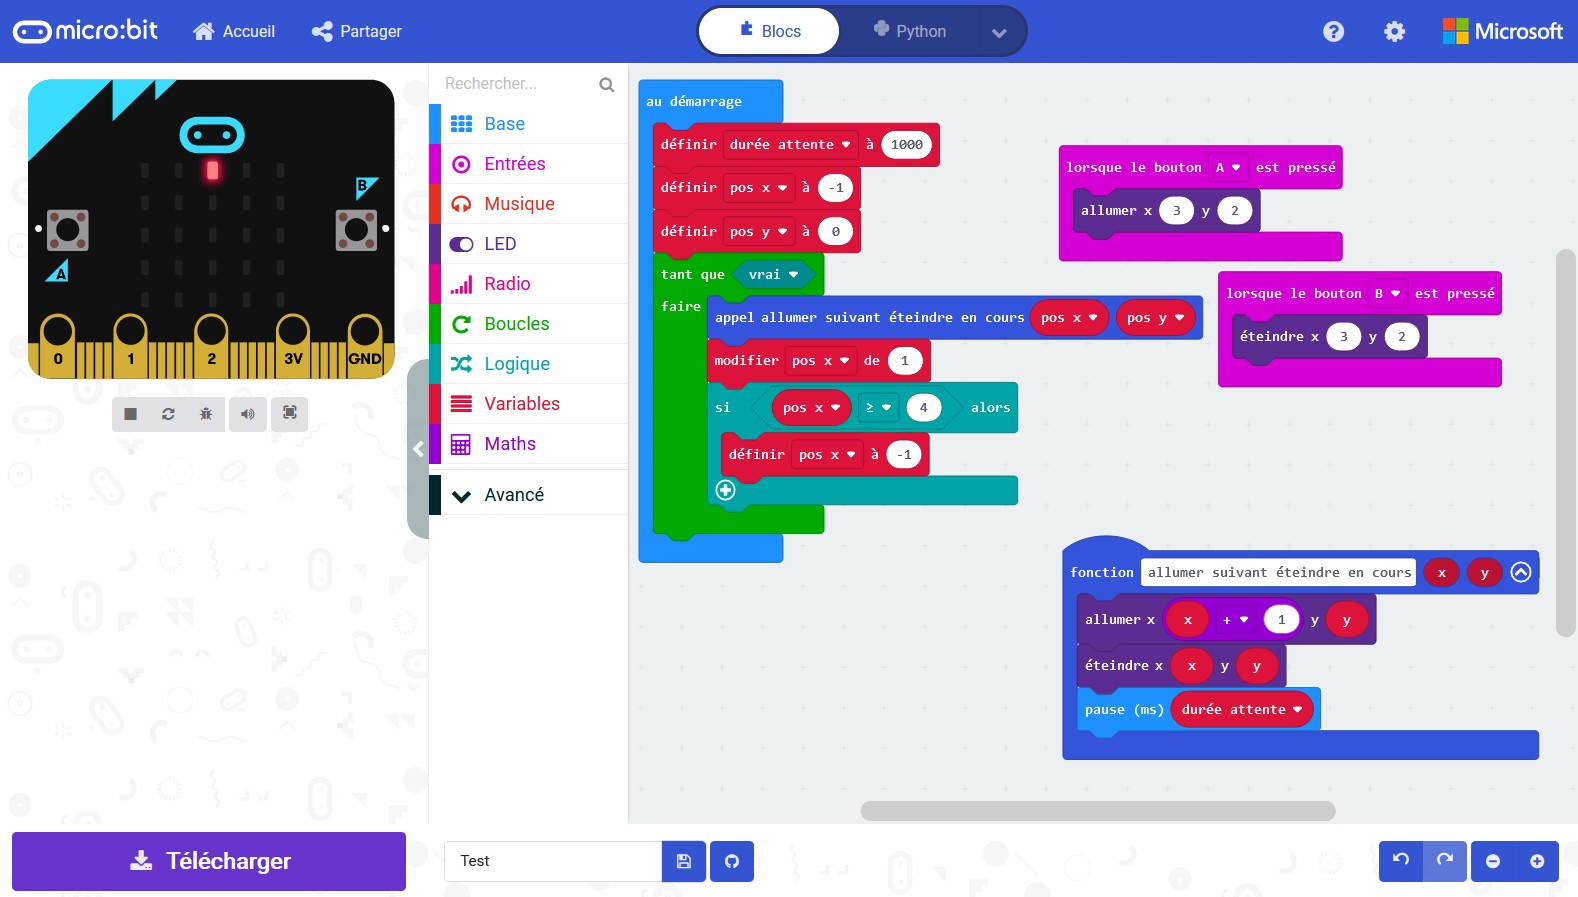 micro:bit
Accueil
Partager
Blocs
Python
?
Microsoft
B
A
0 1 2 3V GND
Rechercher...
Base
Entrées
Musique
LED
Radio
Boucles
Logique
Variables
Maths
Avancé
au démarrage
définir durée attente à 1000
définir pos x à -1
définir pos y à 0
tant que vrai
faire
appel allumer suivant éteindre en cours pos x pos y
modifier pos x de 1
si pos x ≥ 4 alors
définir pos x à -1
lorsque le bouton A est pressé
allumer x 3 y 2
lorsque le bouton B est pressé
éteindre x 3 y 2
fonction allumer suivant éteindre en cours x y
allumer x x + 1 y y
éteindre x x y y
pause (ms) durée attente
Télécharger
Test